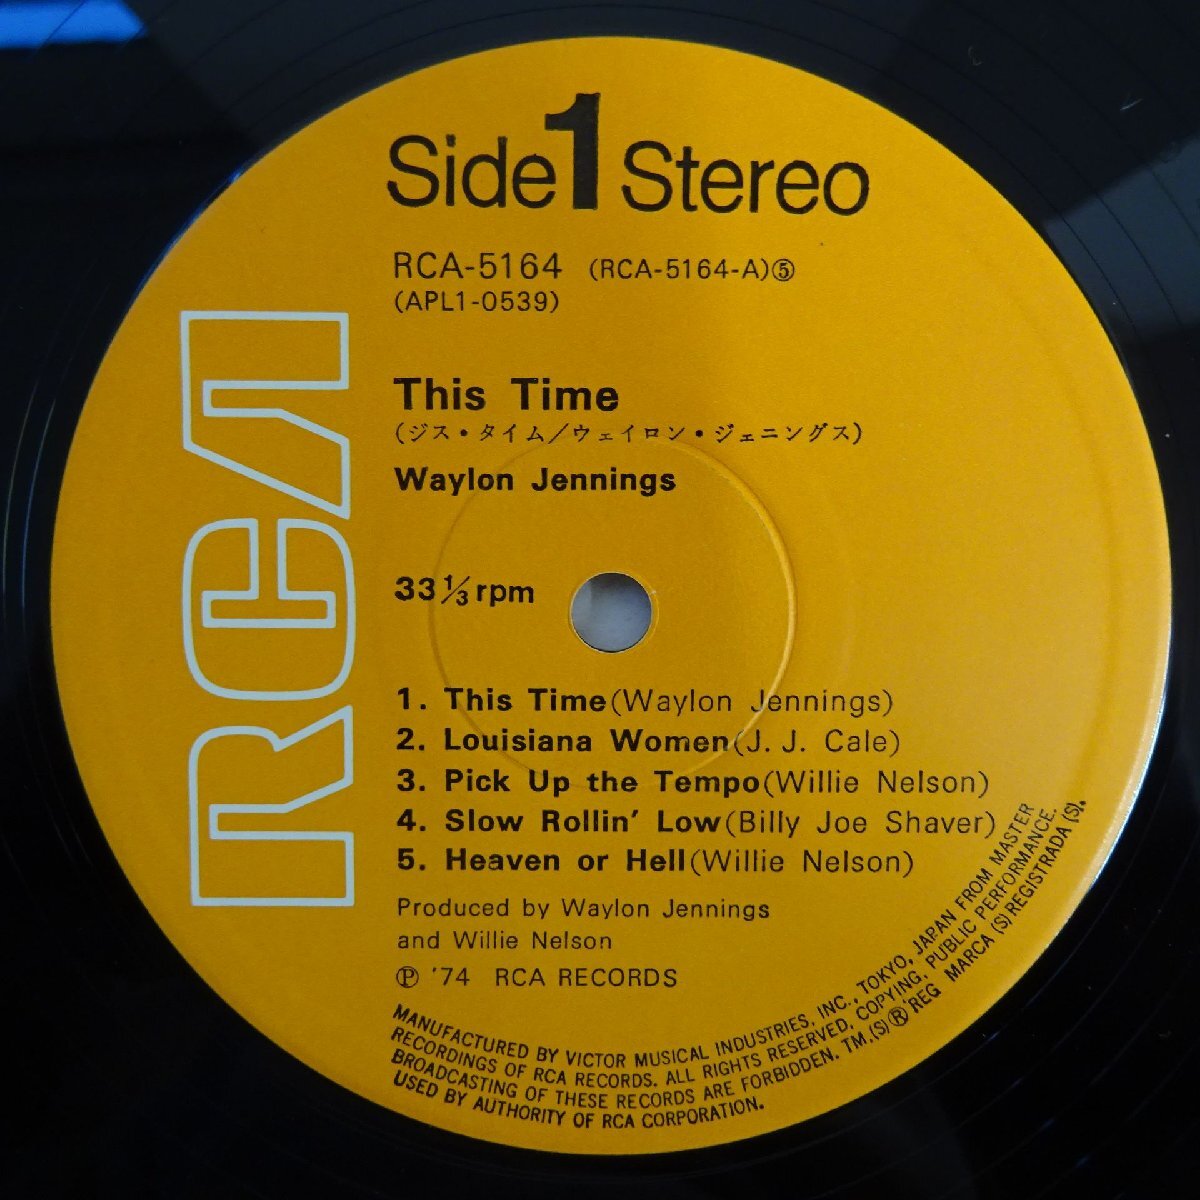 Side 1 Stereo
RCA-5164 (RCA-5164-A)⑤
(APL1-0539)
RCA
This Time
(ジス・タイム/ウェイロン・ジェニングス)
Waylon Jennings
33 1/3 rpm
1. This Time(Waylon Jennings)
2. Louisiana Women(J. J. Cale)
3. Pick Up the Tempo(Willie Nelson)
4. Slow Rollin' Low(Billy Joe Shaver)
5. Heaven or Hell(Willie Nelson)
Produced by Waylon Jennings
and Willie Nelson
℗ '74 RCA RECORDS
MANUFACTURED BY VICTOR MUSICAL INDUSTRIES, INC., TOKYO, JAPAN FROM MASTER
RECORDINGS OF RCA RECORDS. ALL RIGHTS RESERVED, COPYING, PUBLIC PERFORMANCE.
BROADCASTING OF THESE RECORDS ARE FORBIDDEN. TM.(S)® REG MARCA (S) REGISTRADA (S).
USED BY AUTHORITY OF RCA CORPORATION.